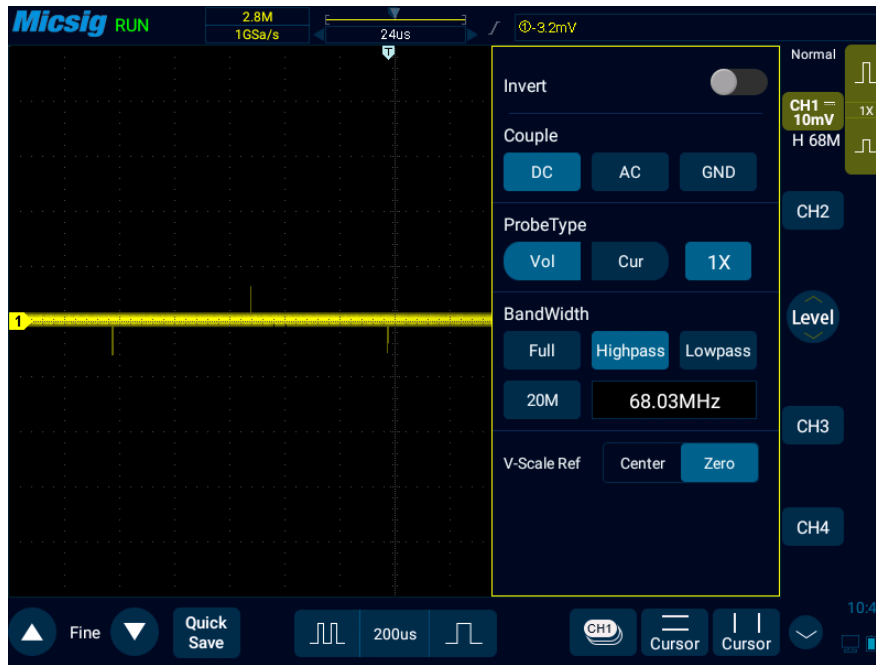 Micsig RUN
2.8M
1GSa/s
24us
①-3.2mV
T
Normal
Invert
CH1
10mV
1X
H 68M
Couple
DC AC GND
CH2
ProbeType
Vol Cur 1X
1
BandWidth
Level
Full Highpass Lowpass
20M 68.03MHz
CH3
V-Scale Ref Center Zero
CH4
Fine
Quick
Save
200us
CH1
Cursor
Cursor
10:4